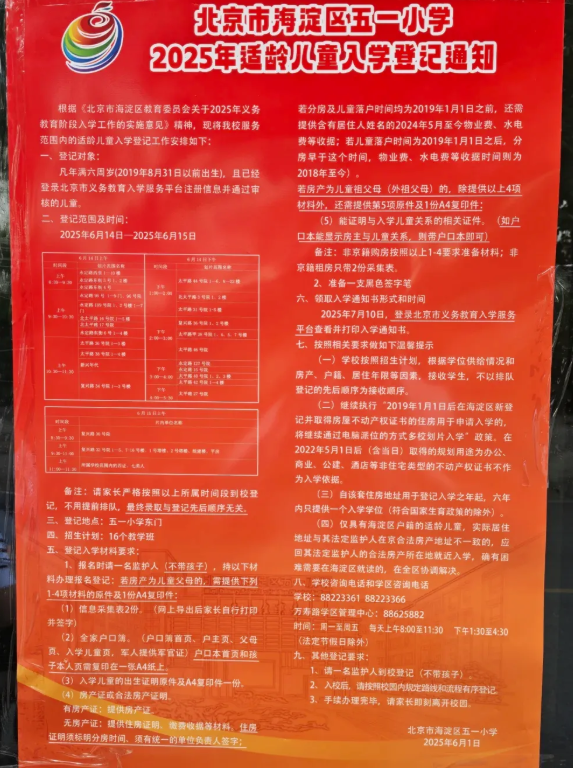 北京市海淀区五一小学
2025年适龄儿童入学登记通知
根据《北京市海淀区教育委员会关于2025年义务
教育阶段入学工作的实施意见》精神，现将我校服务
范围内的适龄儿童入学登记工作安排如下：
一、登记对象：
凡年满六周岁(2019年8月31日以前出生)，且已经
登录北京市义务教育入学服务平台注册信息并通过审
核的儿童。
二、登记范围及时间：
2025年6月14日—2025年6月15日
备注：请家长严格按照以上所属时间段到校登
记，不用提前排队，最终录取与登记先后顺序无关。
三、登记地点：五一小学东门
四、招生计划：16个教学班
五、登记入学材料要求：
1、报名时请一名监护人（不带孩子），持以下材
料办理报名登记：若房产为儿童父母的，需提供下列
1-4项材料的原件及1份A4复印件：
（1）信息采集表2份。（网上导出后家长自行打印
并签字）
（2）全家户口簿。（户口簿首页、户主页、父母
页、入学儿童页，军人提供军官证）户口本首页和孩
子本人页需复印在一张A4纸上。
（3）入学儿童的出生证明原件及A4复印件一份。
（4）房产证或合法房产证明。
有房产证：提供房产证。
无房产证：提供住房证明、缴费收据等材料，住房
证明须标明分房时间，须有统一的单位负责人签字；
若分房及儿童落户时间均为2019年1月1日之前，还需
提供含有居住人姓名的2024年5月至今物业费、水电
费等收据；若儿童落户时间为2019年1月1日之后，分
房早于这个时间，物业费、水电费等收据时间则为
2018年至今）。
若房产为儿童祖父母（外祖父母）的，除提供以上4项
材料外，还需提供第5项原件及1份A4复印件：
（5）能证明与入学儿童关系的相关证件。（如户
口本能显示房主与儿童关系，则带户口本即可）
备注：非京籍购房按照以上1-4要求准备材料；非
京籍租房只带2份采集表。
2、准备一支黑色签字笔
六、领取入学通知书形式和时间
2025年7月10日，登录北京市义务教育入学服务
平台查看并打印入学通知书。
七、按照相关要求做如下温馨提示
（一）学校按照招生计划，根据学位供给情况和
房产、户籍、居住年限等因素，接收学生，不以排队
登记的先后顺序为接收顺序。
（二）继续执行“2019年1月1日后在海淀区新登
记并取得房屋不动产权证书的住房用于申请入学的，
将继续通过电脑派位的方式多校划片入学”政策，在
2022年5月1日后（含当日）取得的规划用途为办公、
商业、公建、酒店等非住宅类型的不动产权证书不作
为入学依据。
（三）自该套住房地址用于登记入学之年起，六年
内只提供一个入学学位（符合国家生育政策的除外）。
（四）仅具有海淀区户籍的适龄儿童，实际居住
地址与其法定监护人在京合法房产地址不一致的，应
回其法定监护人的合法房产所在地就近入学，确有困
难需要在海淀区就读的，在全区协调解决。
八、学校咨询电话和学区咨询电话
学校：88223361 88223366
万寿路学区管理中心：88625882
时间：周一至周五 每天上午8:00至11:30 下午1:30至4:30
（法定节假日除外）
九、其他登记要求：
1、请一名监护人到校登记（不带孩子）。
2、入校后，请按照校园内规定路线和流程有序登记。
3、手续办理完毕，请家长即刻离开校园。
北京市海淀区五一小学
2025年6月1日